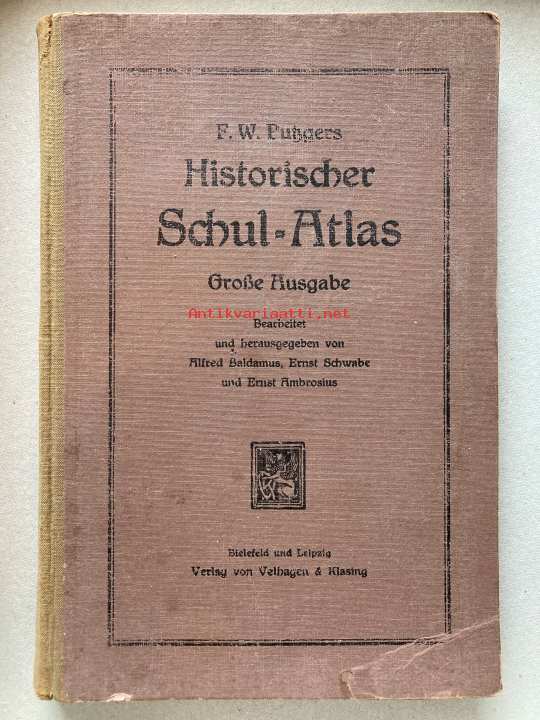 F. W. Putzgers
Historischer
Schul-Atlas
Große Ausgabe
Antikvariaatti.net
Bearbeitet
und herausgegeben von
Alfred Baldamus, Ernst Schwabe
und Ernst Ambrosius
Bielefeld und Leipzig
Verlag von Velhagen & Klasing